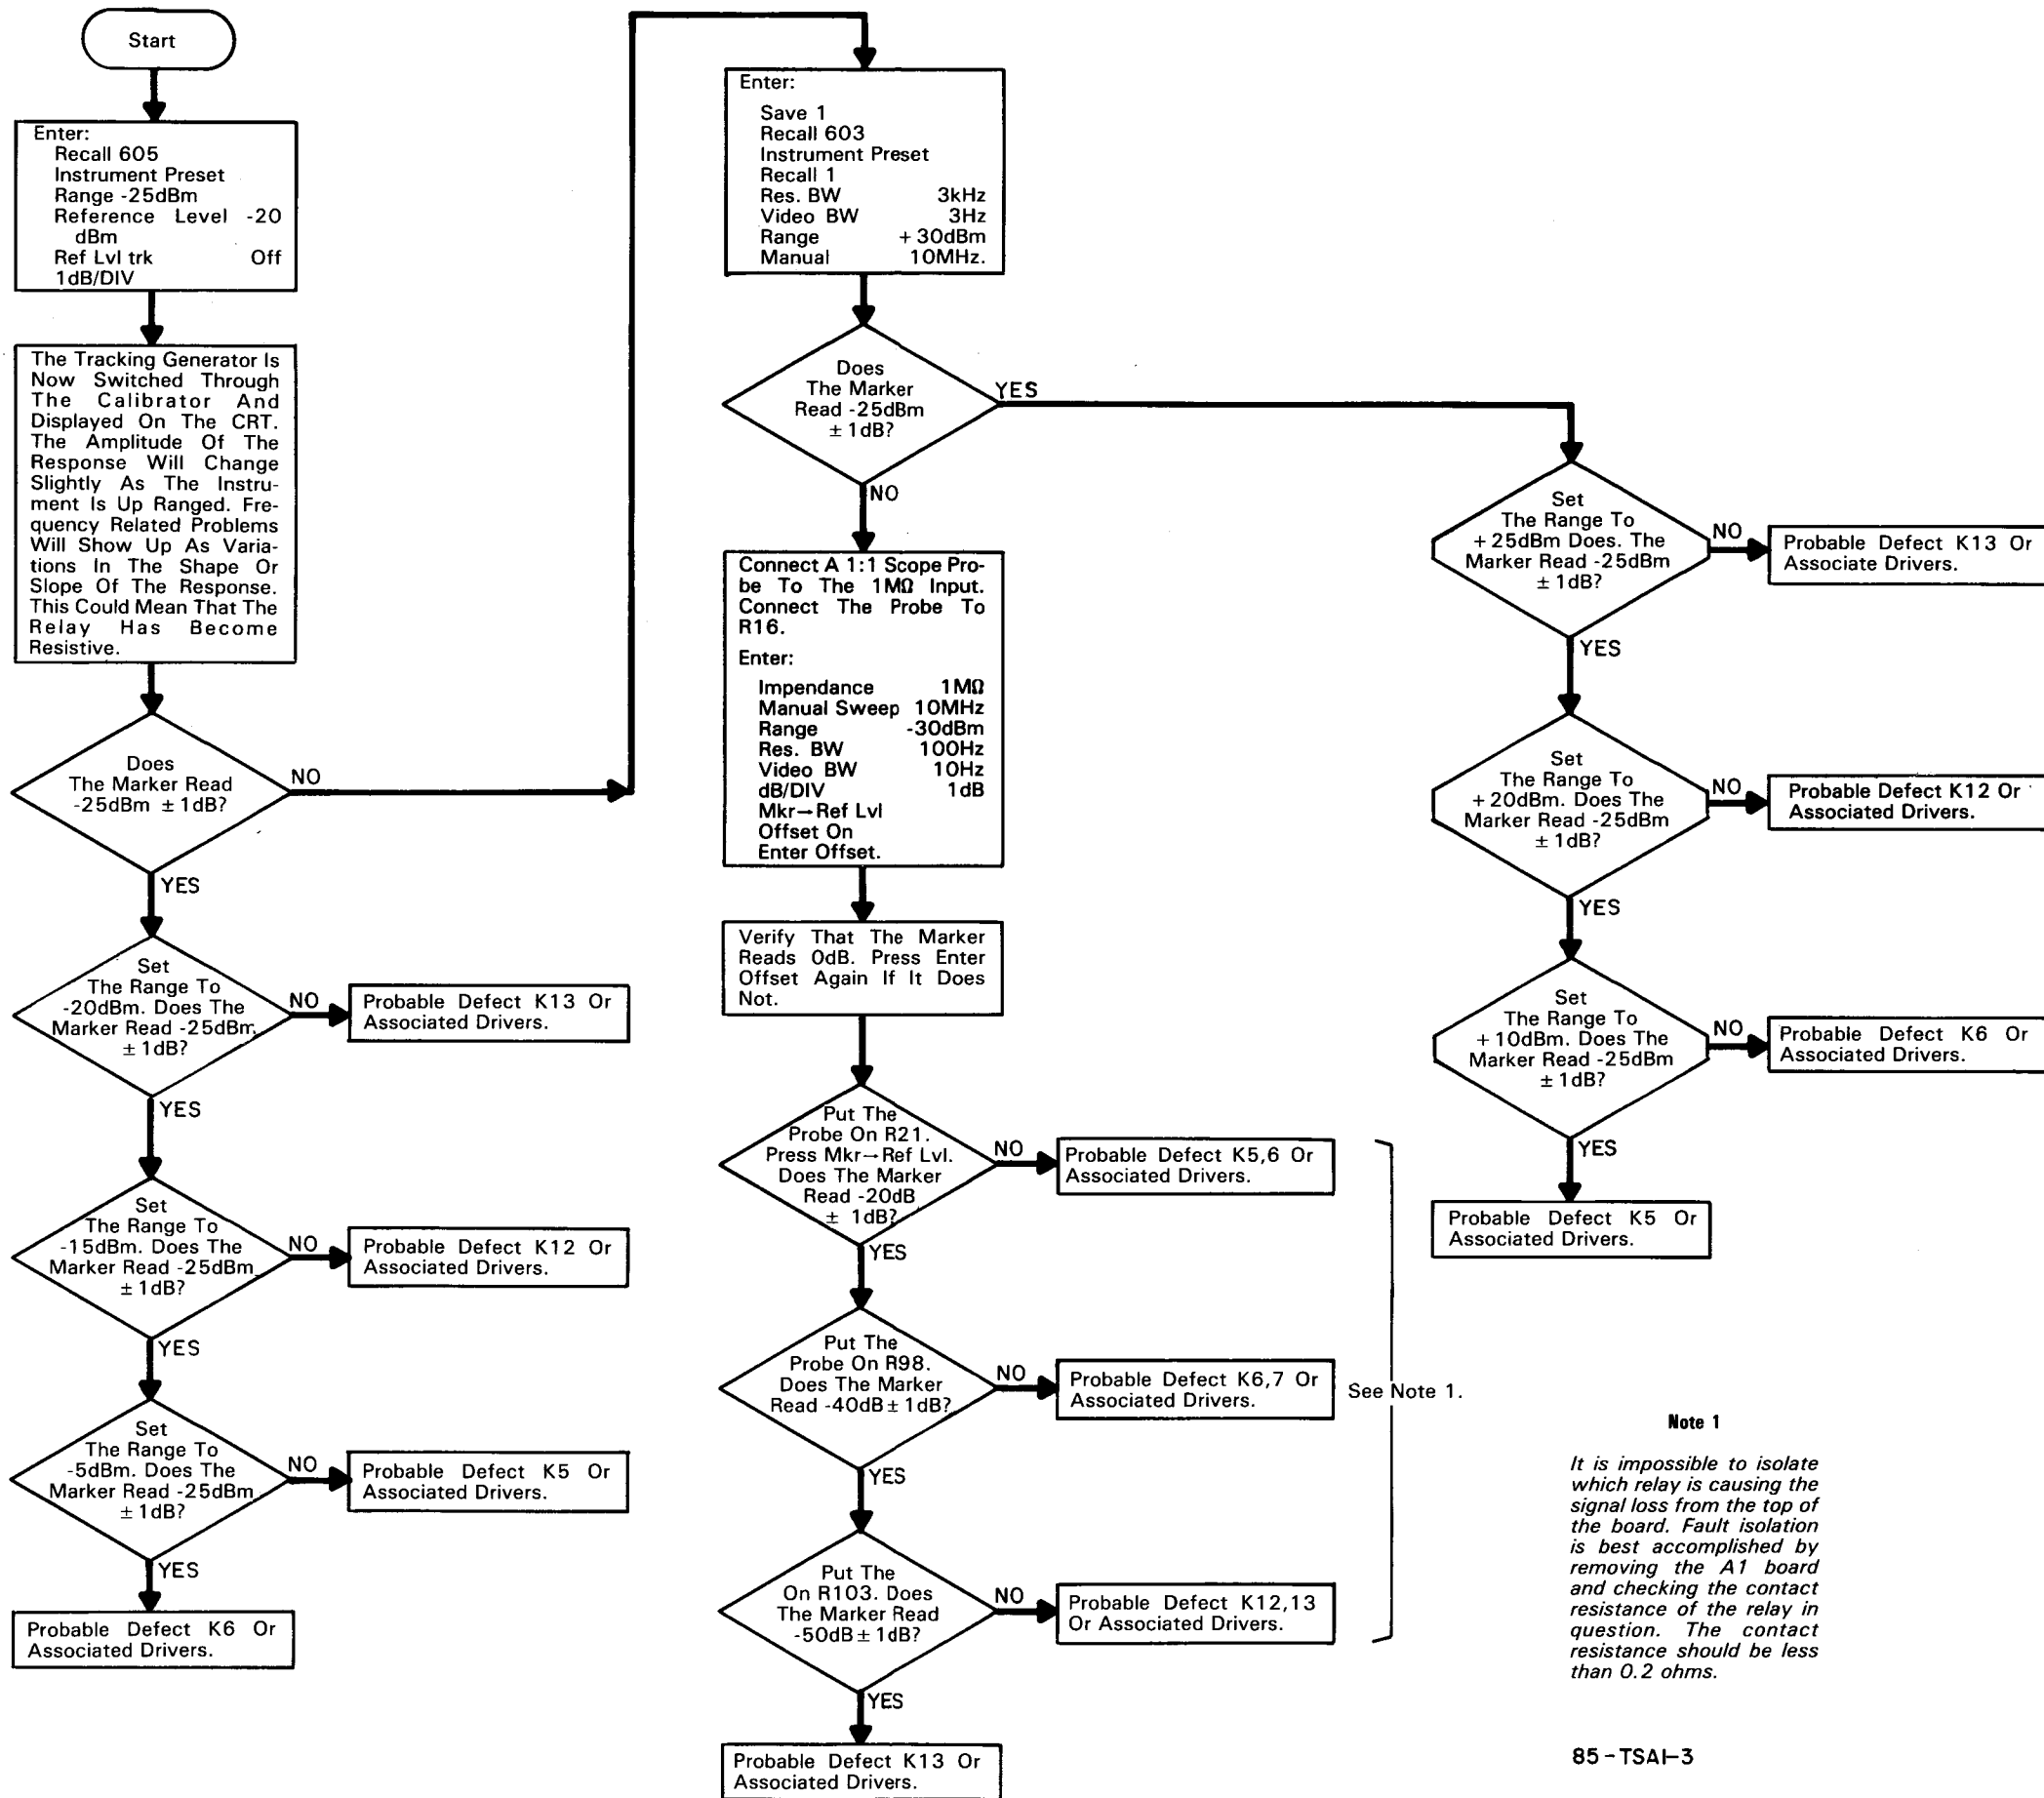 Start
Enter:
Recall 605
Instrument Preset
Range -25dBm
Reference Level -20
dBm
Ref Lvl trk Off
1dB/DIV
The Tracking Generator Is
Now Switched Through
The Calibrator And
Displayed On The CRT.
The Amplitude Of The
Response Will Change
Slightly As The Instru-
ment Is Up Ranged. Fre-
quency Related Problems
Will Show Up As Varia-
tions In The Shape Or
Slope Of The Response.
This Could Mean That The
Relay Has Become
Resistive.
Does
The Marker Read
-25dBm ± 1dB?
NO
YES
Set
The Range To
-20dBm. Does The
Marker Read -25dBm
± 1dB?
NO
Probable Defect K13 Or
Associated Drivers.
YES
Set
The Range To
-15dBm. Does The
Marker Read -25dBm
± 1dB?
NO
Probable Defect K12 Or
Associated Drivers.
YES
Set
The Range To
-5dBm. Does The
Marker Read -25dBm
± 1dB?
NO
Probable Defect K5 Or
Associated Drivers.
YES
Probable Defect K6 Or
Associated Drivers.
Enter:
Save 1
Recall 603
Instrument Preset
Recall 1
Res. BW 3kHz
Video BW 3Hz
Range +30dBm
Manual 10MHz.
Does
The Marker
Read -25dBm
± 1dB?
YES
NO
Connect A 1:1 Scope Pro-
be To The 1MΩ Input.
Connect The Probe To
R16.
Enter:
Impendance 1MΩ
Manual Sweep 10MHz
Range -30dBm
Res. BW 100Hz
Video BW 10Hz
dB/DIV 1dB
Mkr→Ref Lvl
Offset On
Enter Offset.
Verify That The Marker
Reads 0dB. Press Enter
Offset Again If It Does
Not.
Put The
Probe On R21.
Press Mkr→Ref Lvl.
Does The Marker
Read -20dB
± 1dB?
NO
Probable Defect K5,6 Or
Associated Drivers.
YES
Put The
Probe On R98.
Does The Marker
Read -40dB± 1dB?
NO
Probable Defect K6,7 Or
Associated Drivers.
See Note 1.
YES
Put The
On R103. Does
The Marker Read
-50dB± 1dB?
NO
Probable Defect K12,13
Or Associated Drivers.
YES
Probable Defect K13 Or
Associated Drivers.
Set
The Range To
+25dBm Does. The
Marker Read -25dBm
± 1dB?
NO
Probable Defect K13 Or
Associate Drivers.
YES
Set
The Range To
+20dBm. Does The
Marker Read -25dBm
± 1dB?
NO
Probable Defect K12 Or
Associated Drivers.
YES
Set
The Range To
+10dBm. Does The
Marker Read -25dBm
± 1dB?
NO
Probable Defect K6 Or
Associated Drivers.
YES
Probable Defect K5 Or
Associated Drivers.
Note 1
It is impossible to isolate
which relay is causing the
signal loss from the top of
the board. Fault isolation
is best accomplished by
removing the A1 board
and checking the contact
resistance of the relay in
question. The contact
resistance should be less
than 0.2 ohms.
85-TSAI-3